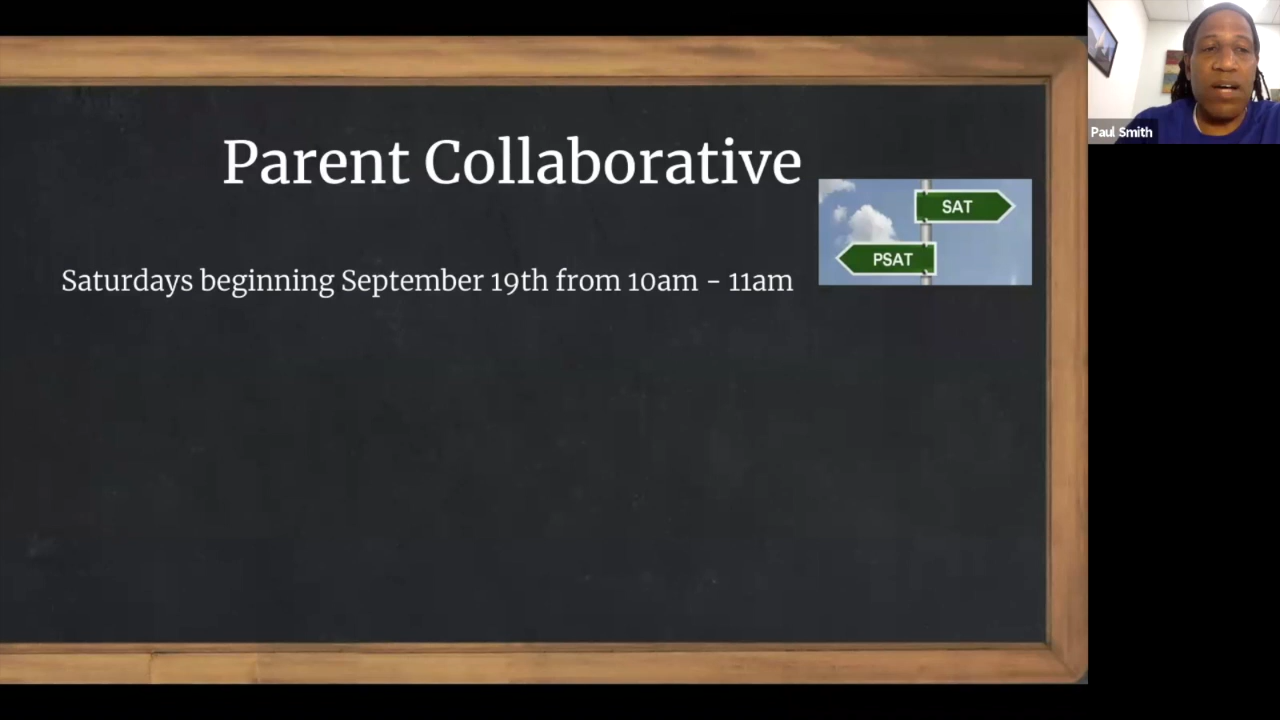 Parent Collaborative
SAT
PSAT
Saturdays beginning September 19th from 10am - 11am
Paul Smith